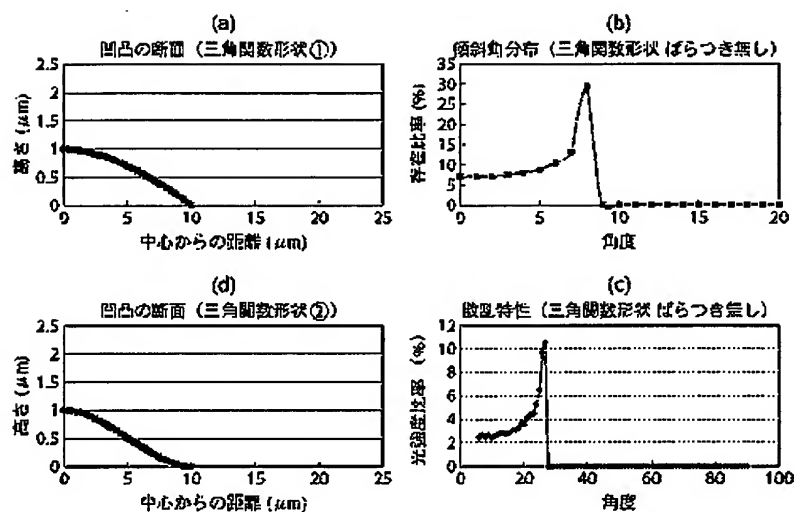 (a)
凹凸の断面 (三角関数形状①)
高さ (μm)
2.5
2
1.5
1
0.5
0
0 5 10 15 20 25
中心からの距離 (μm)
(b)
傾斜角分布 (三角関数形状 ばらつき無し)
存在比率 (%)
35
30
25
20
15
10
5
0
0 5 10 15 20
角度
(d)
凹凸の断面 (三角関数形状②)
高さ (μm)
2.5
2
1.5
1
0.5
0
0 5 10 15 20 25
中心からの距離 (μm)
(c)
散乱特性 (三角関数形状 ばらつき無し)
光強度比率 (%)
12
10
8
6
4
2
0
0 20 40 60 80 100
角度